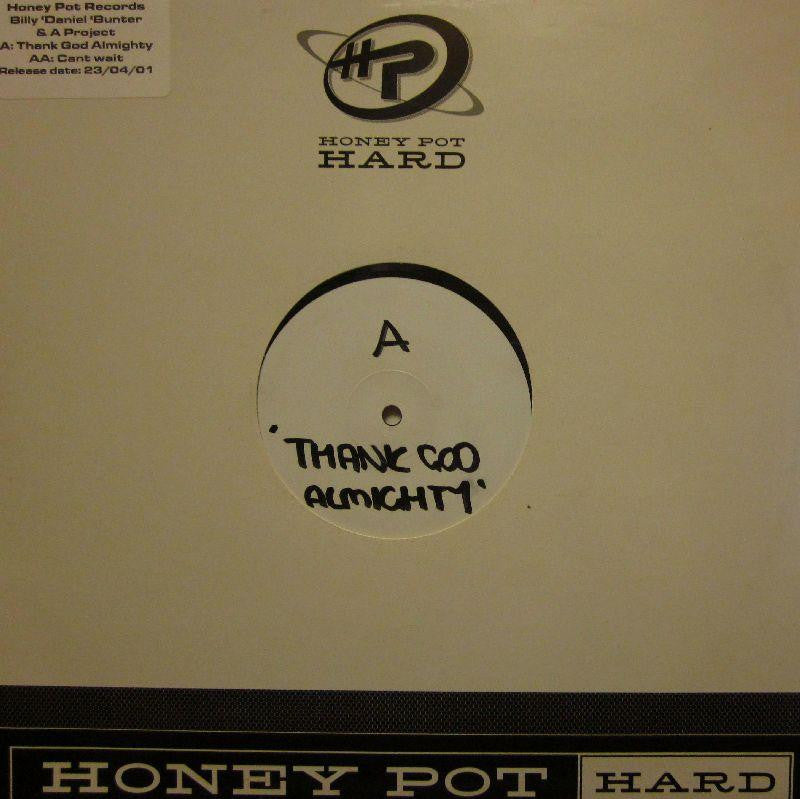 Honey Pot Records
Billy 'Daniel 'Bunter
& A Project
A: Thank God Almighty
AA: Cant wait
Release date: 23/04/01
HP
HONEY POT
HARD
A
'THANK GOD
ALMIGHTY'
HONEY POT HARD